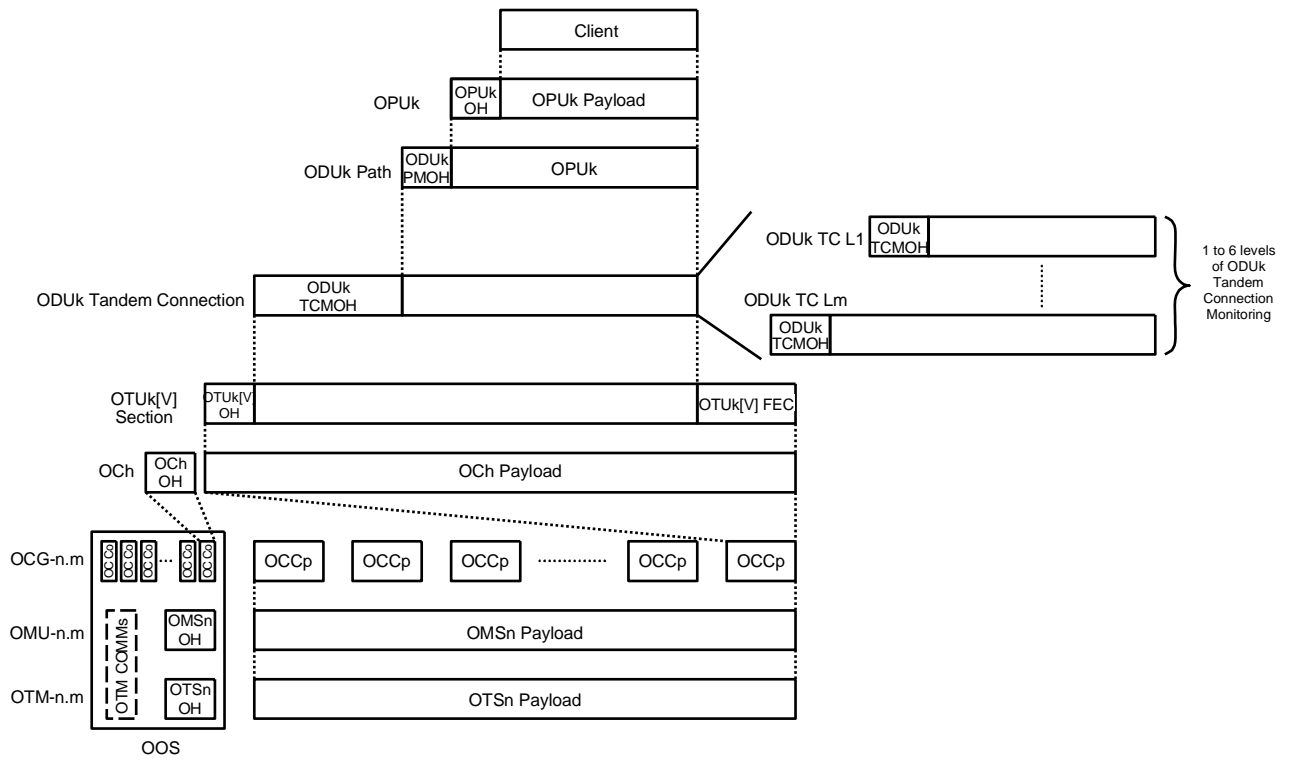 Client
OPUk
OPUk
OH
OPUk Payload
ODUk Path
ODUk
PMOH
OPUk
ODUk TC L1
ODUk
TCMOH
1 to 6 levels
of ODUk
Tandem
Connection
Monitoring
ODUk Tandem Connection
ODUk
TCMOH
ODUk TC Lm
ODUk
TCMOH
OTUk[V]
Section
OTUk[V]
OH
OTUk[V] FEC
OCh
OCh
OH
OCh Payload
OCG-n.m
OCCo
OCCo
OCCo
OCCo
OCCo
OCCp
OCCp
OCCp
OCCp
OCCp
OMU-n.m
OTM COMMs
OMSn
OH
OMSn Payload
OTM-n.m
OTSn
OH
OTSn Payload
OOS